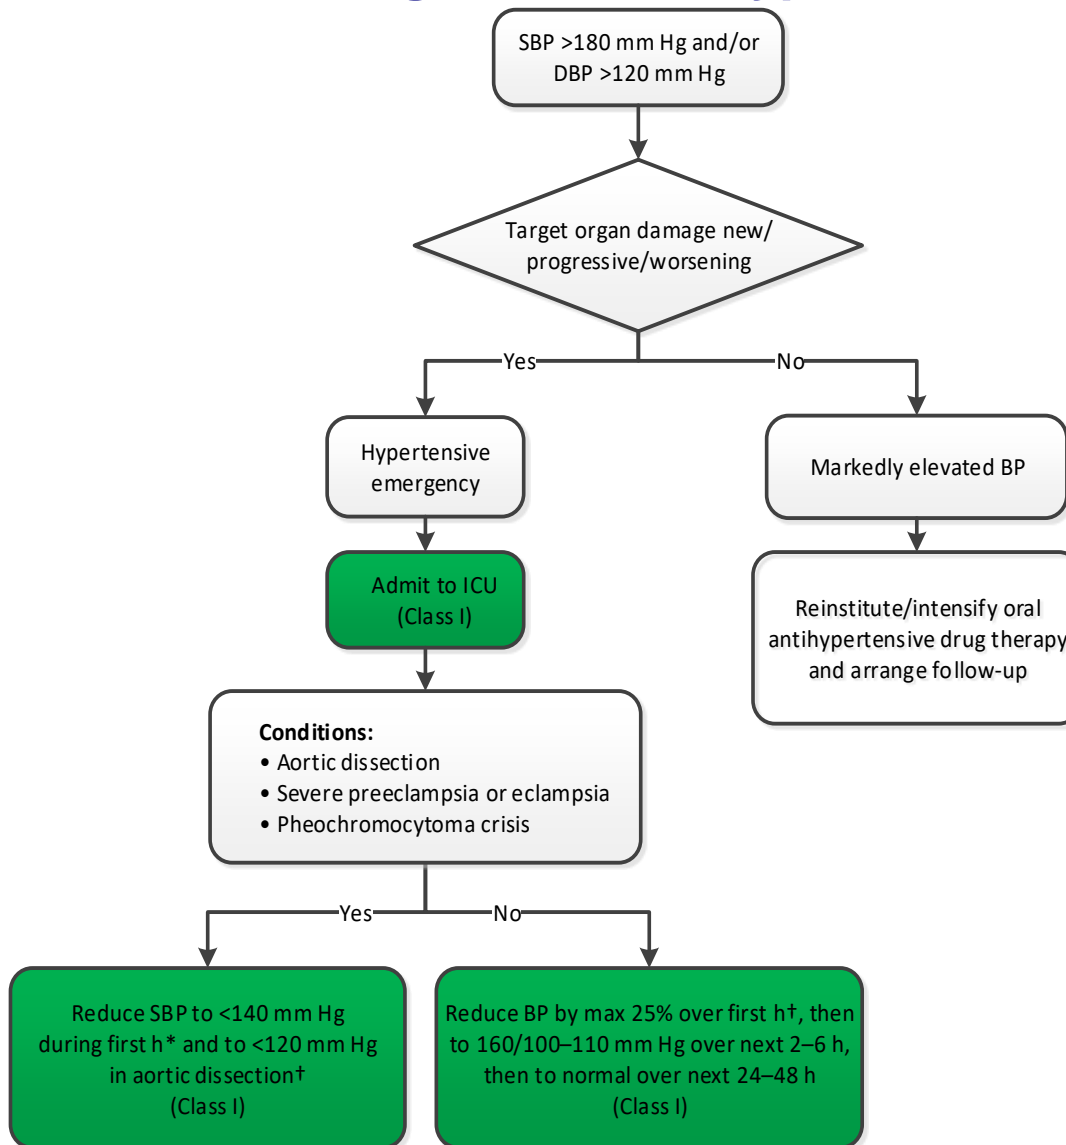 SBP >180 mm Hg and/or
DBP >120 mm Hg
Target organ damage new/
progressive/worsening
Yes
No
Hypertensive
emergency
Markedly elevated BP
Admit to ICU
(Class I)
Reinstitute/intensify oral
antihypertensive drug therapy
and arrange follow-up
Conditions:
• Aortic dissection
• Severe preeclampsia or eclampsia
• Pheochromocytoma crisis
Yes
No
Reduce SBP to <140 mm Hg
during first h* and to <120 mm Hg
in aortic dissection†
(Class I)
Reduce BP by max 25% over first h†, then
to 160/100–110 mm Hg over next 2–6 h,
then to normal over next 24–48 h
(Class I)